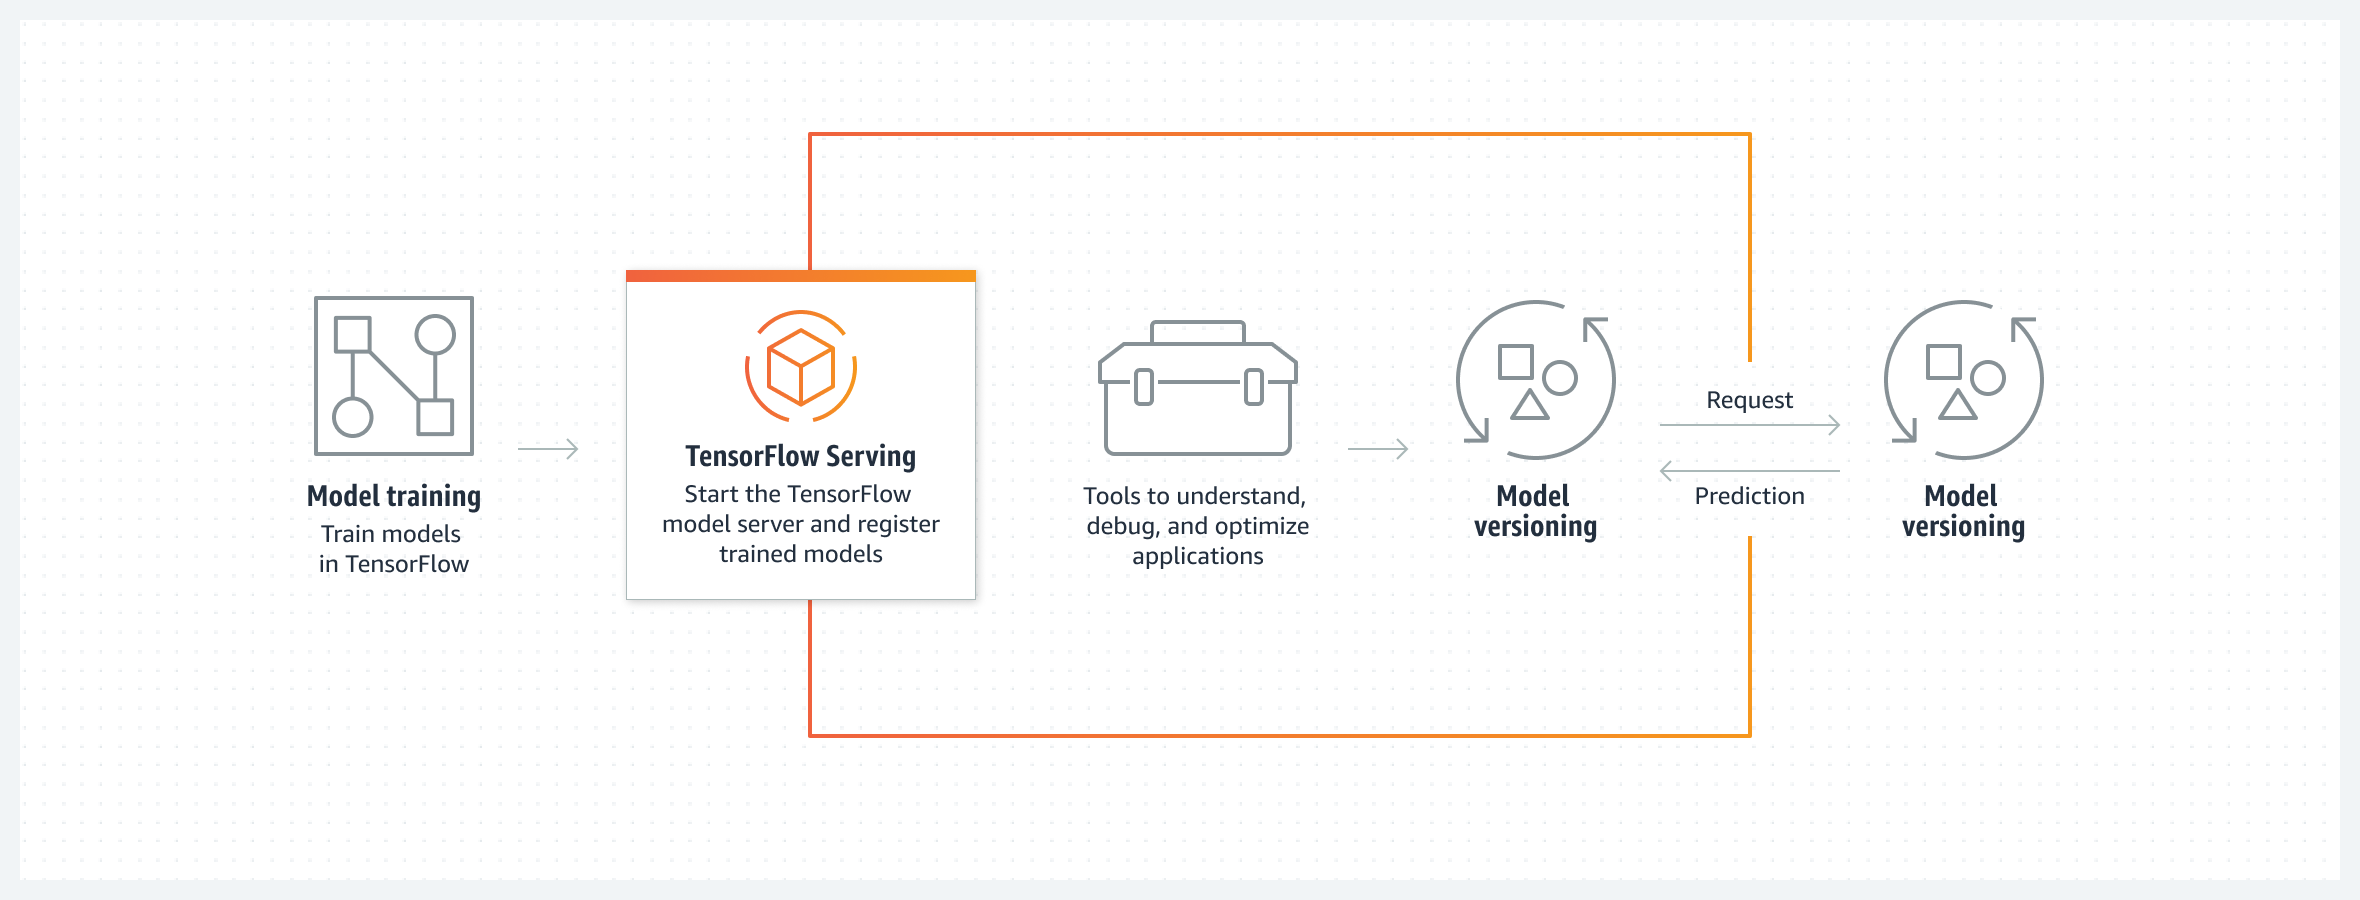 Model training
Train models
in TensorFlow
TensorFlow Serving
Start the TensorFlow
model server and register
trained models
Tools to understand,
debug, and optimize
applications
Model
versioning
Request
Prediction
Model
versioning